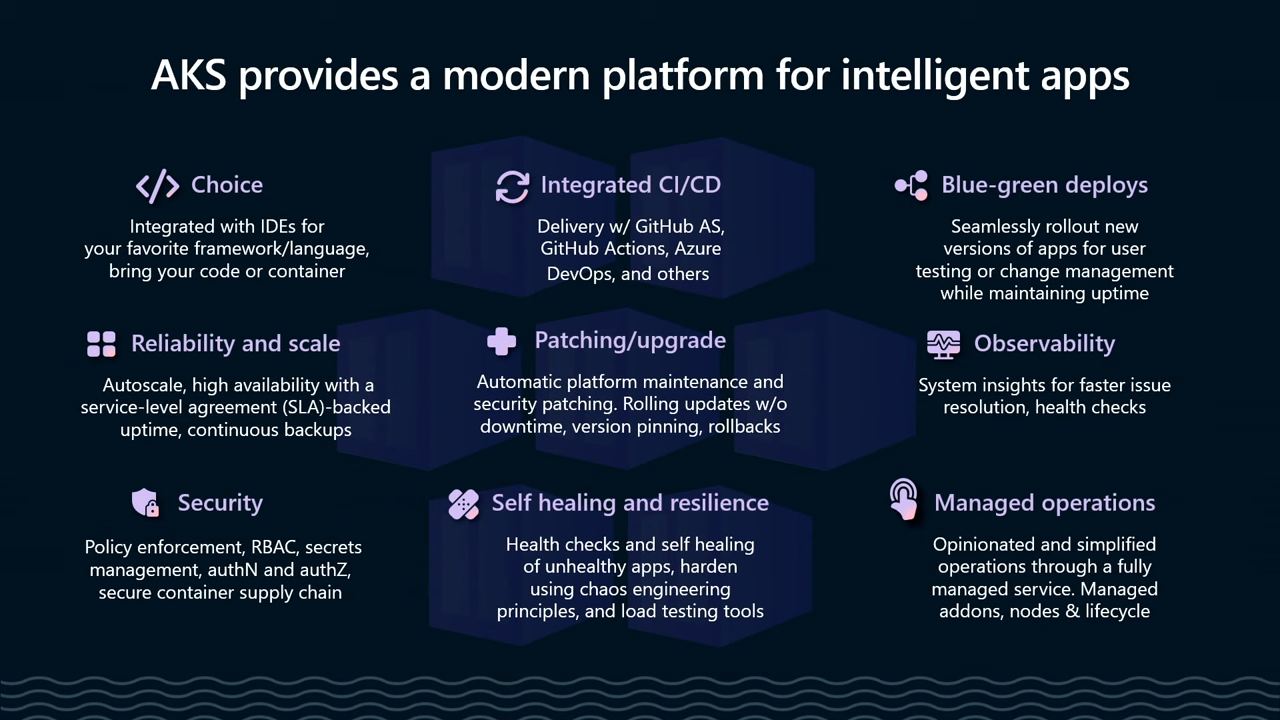 AKS provides a modern platform for intelligent apps
Choice
Integrated with IDEs for
your favorite framework/language,
bring your code or container
Integrated CI/CD
Delivery w/ GitHub AS,
GitHub Actions, Azure
DevOps, and others
Blue-green deploys
Seamlessly rollout new
versions of apps for user
testing or change management
while maintaining uptime
Reliability and scale
Autoscale, high availability with a
service-level agreement (SLA)-backed
uptime, continuous backups
Patching/upgrade
Automatic platform maintenance and
security patching. Rolling updates w/o
downtime, version pinning, rollbacks
Observability
System insights for faster issue
resolution, health checks
Security
Policy enforcement, RBAC, secrets
management, authN and authZ,
secure container supply chain
Self healing and resilience
Health checks and self healing
of unhealthy apps, harden
using chaos engineering
principles, and load testing tools
Managed operations
Opinionated and simplified
operations through a fully
managed service. Managed
addons, nodes & lifecycle